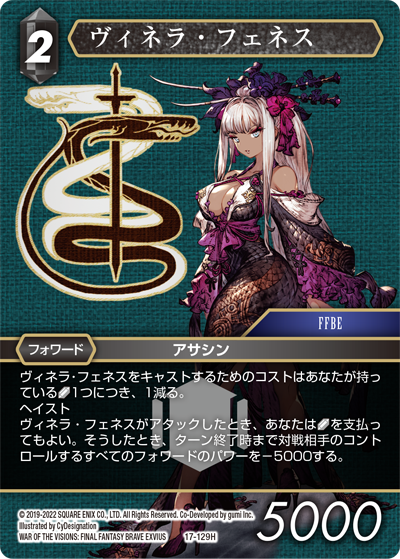 2
ヴィネラ・フェネス
FFBE
フォワード
アサシン
ヴィネラ・フェネスをキャストするためのコストはあなたが持っ
ている1つにつき、1減る。
ヘイスト
ヴィネラ・フェネスがアタックしたとき、あなたはを支払っ
てもよい。そうしたとき、ターン終了時まで対戦相手のコント
ロールするすべてのフォワードのパワーを－5000する。
© 2019-2022 SQUARE ENIX CO., LTD. All Rights Reserved. Co-Developed by gumi Inc.
Illustrated by CyDesignation
WAR OF THE VISIONS: FINAL FANTASY BRAVE EXVIUS
17-129H
5000